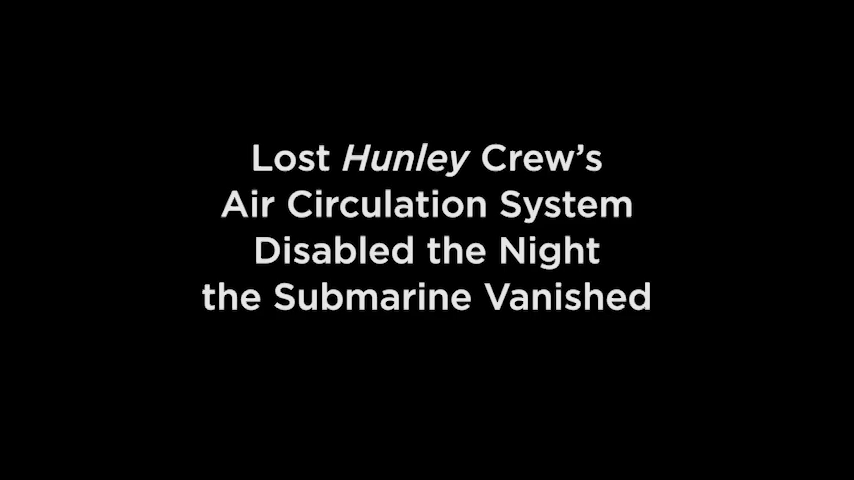 Lost Hunley Crew’s
Air Circulation System
Disabled the Night
the Submarine Vanished